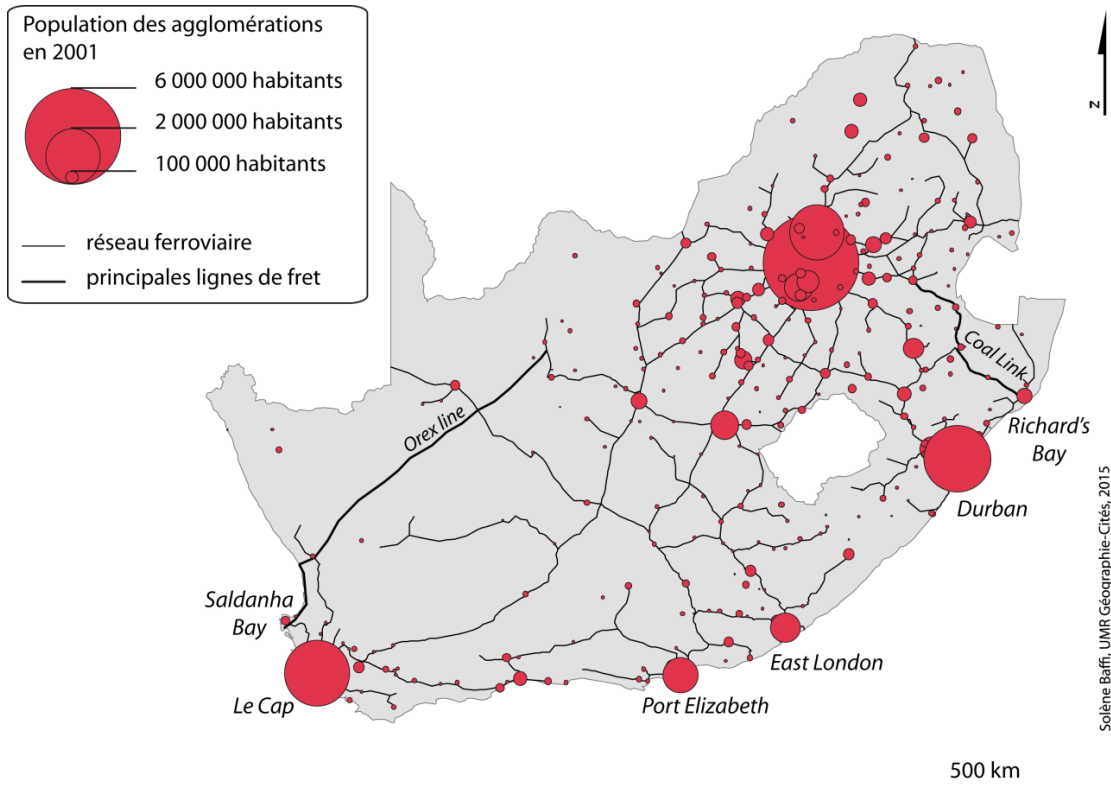 Population des agglomérations
en 2001
6 000 000 habitants
2 000 000 habitants
100 000 habitants
réseau ferroviaire
principales lignes de fret
N
Coal Link
Orex line
Richard's
Bay
Durban
Saldanha
Bay
East London
Le Cap
Port Elizabeth
500 km
Solène Baffi, UMR Géographie-Cités, 2015